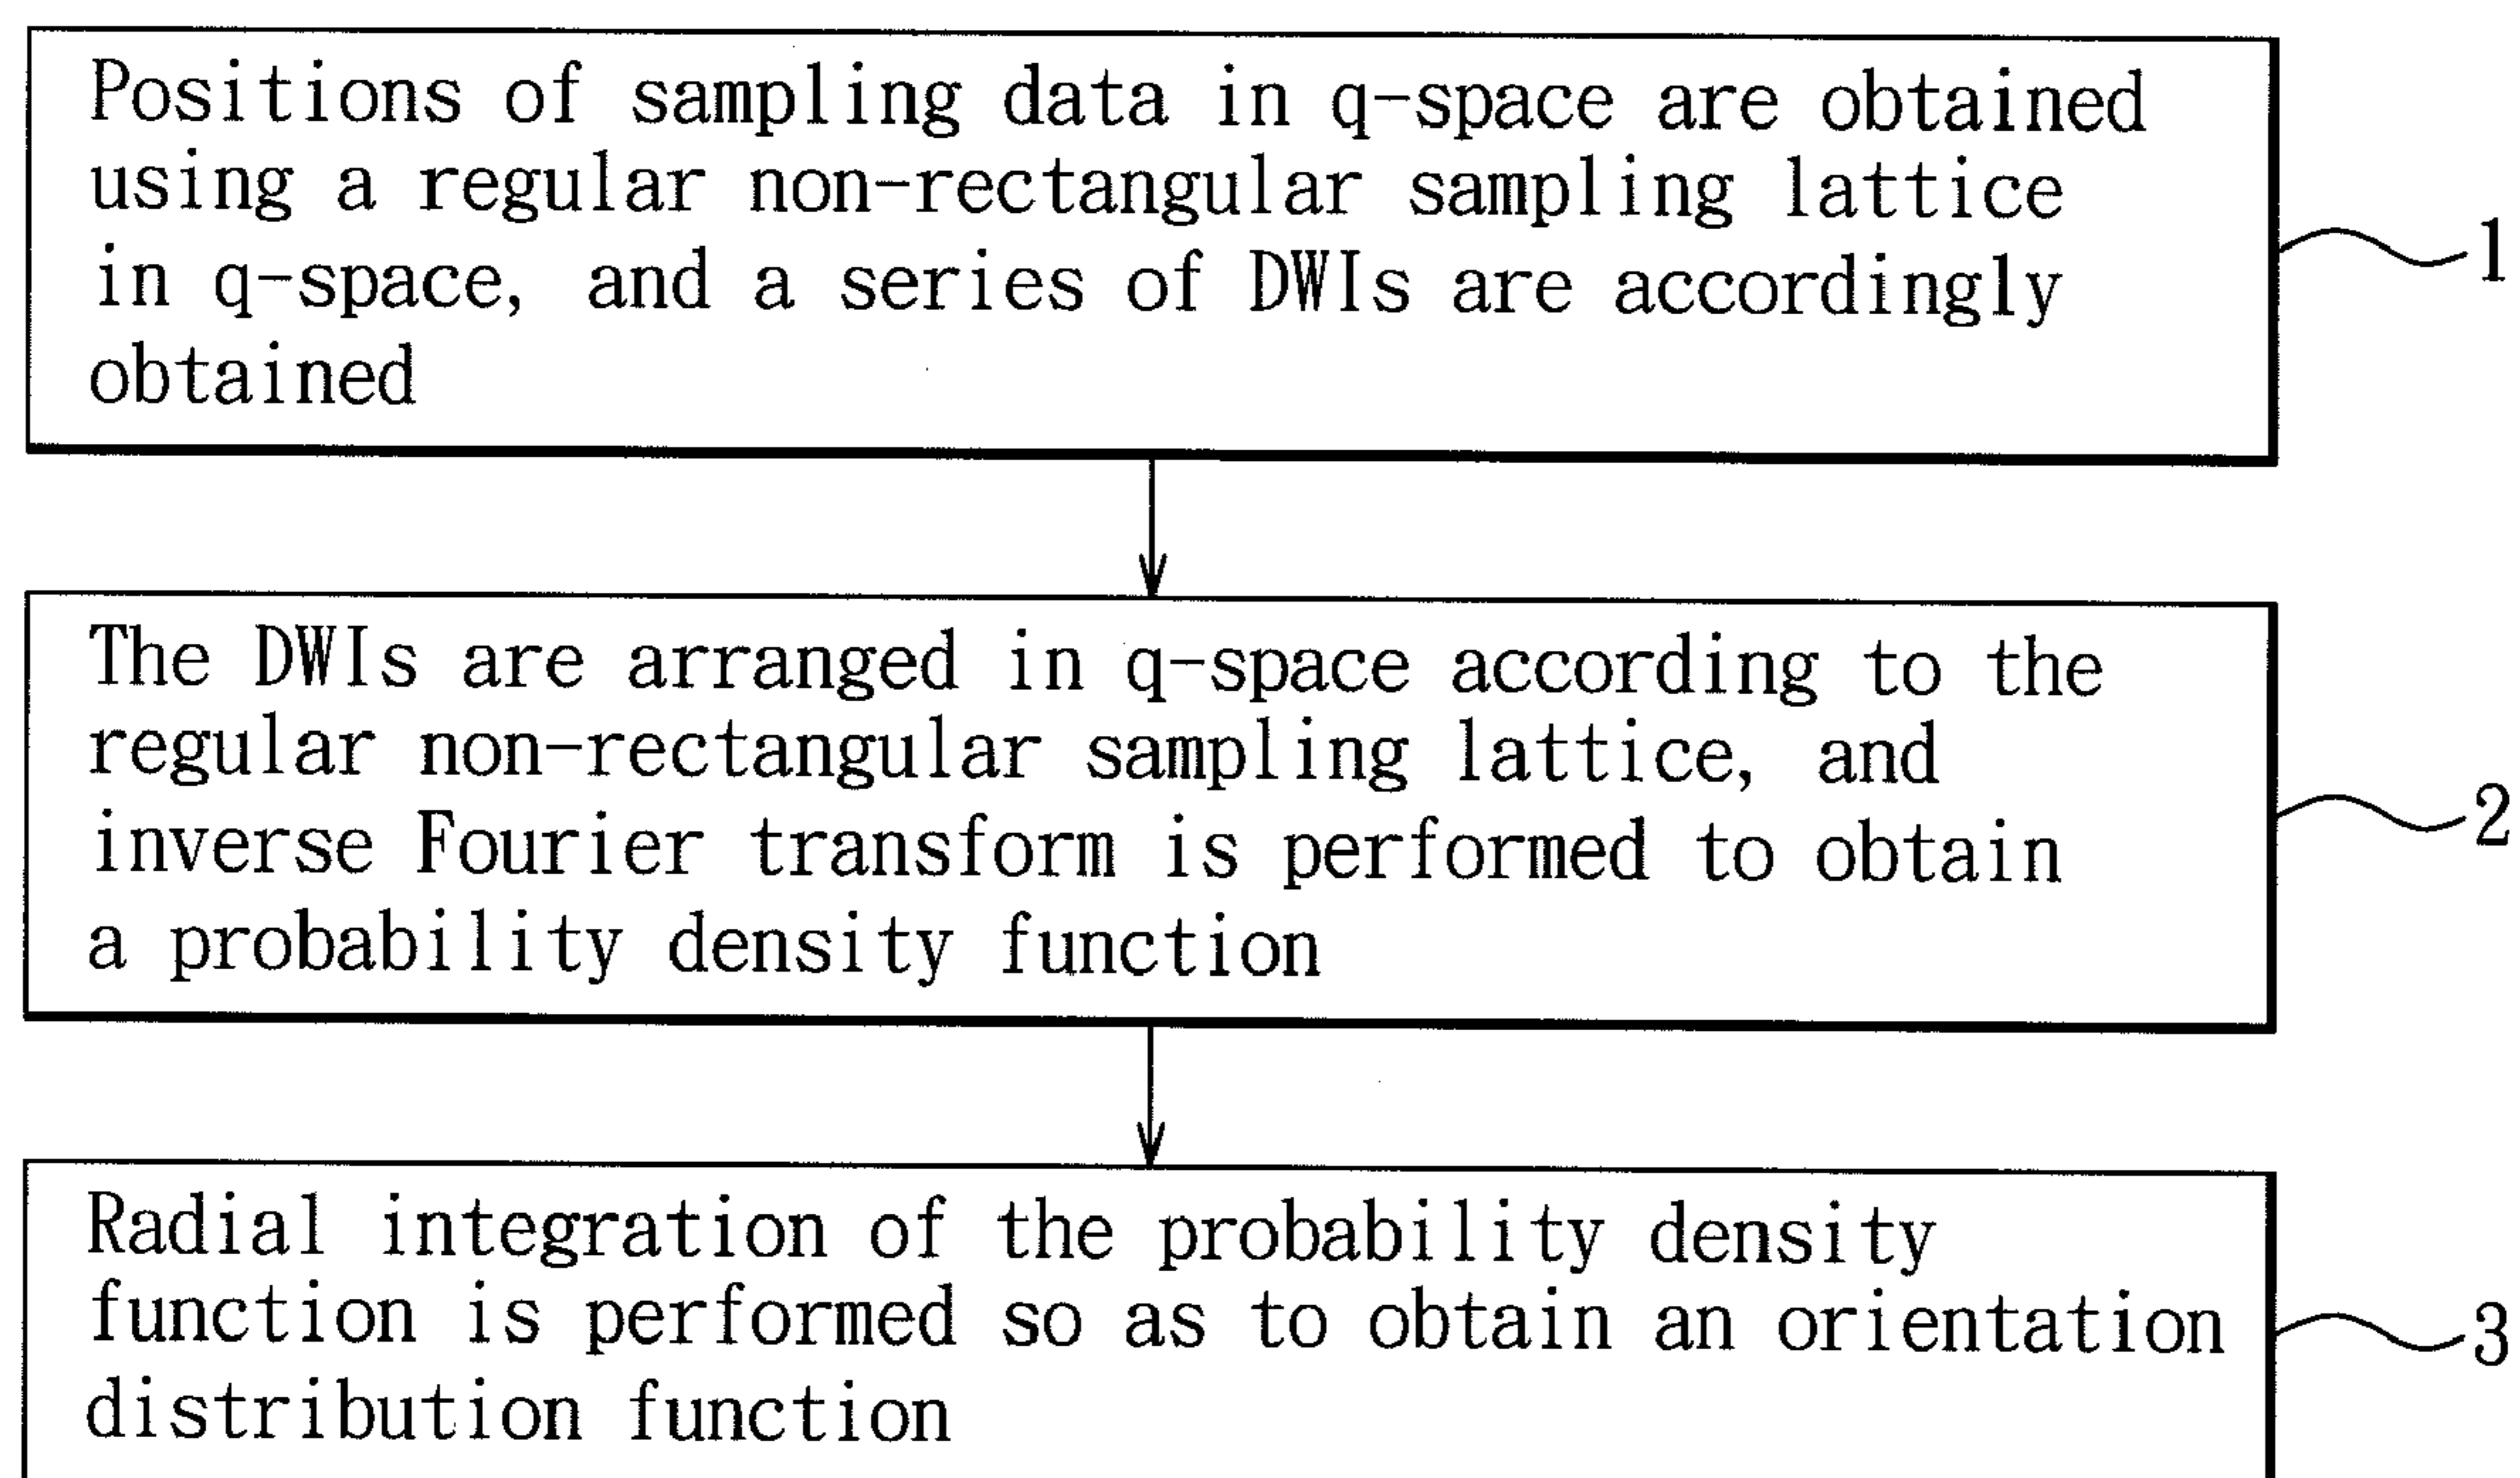 Positions of sampling data in q-space are obtained
using a regular non-rectangular sampling lattice
in q-space, and a series of DWIs are accordingly
obtained
1
The DWIs are arranged in q-space according to the
regular non-rectangular sampling lattice, and
inverse Fourier transform is performed to obtain
a probability density function
2
Radial integration of the probability density
function is performed so as to obtain an orientation
distribution function
3